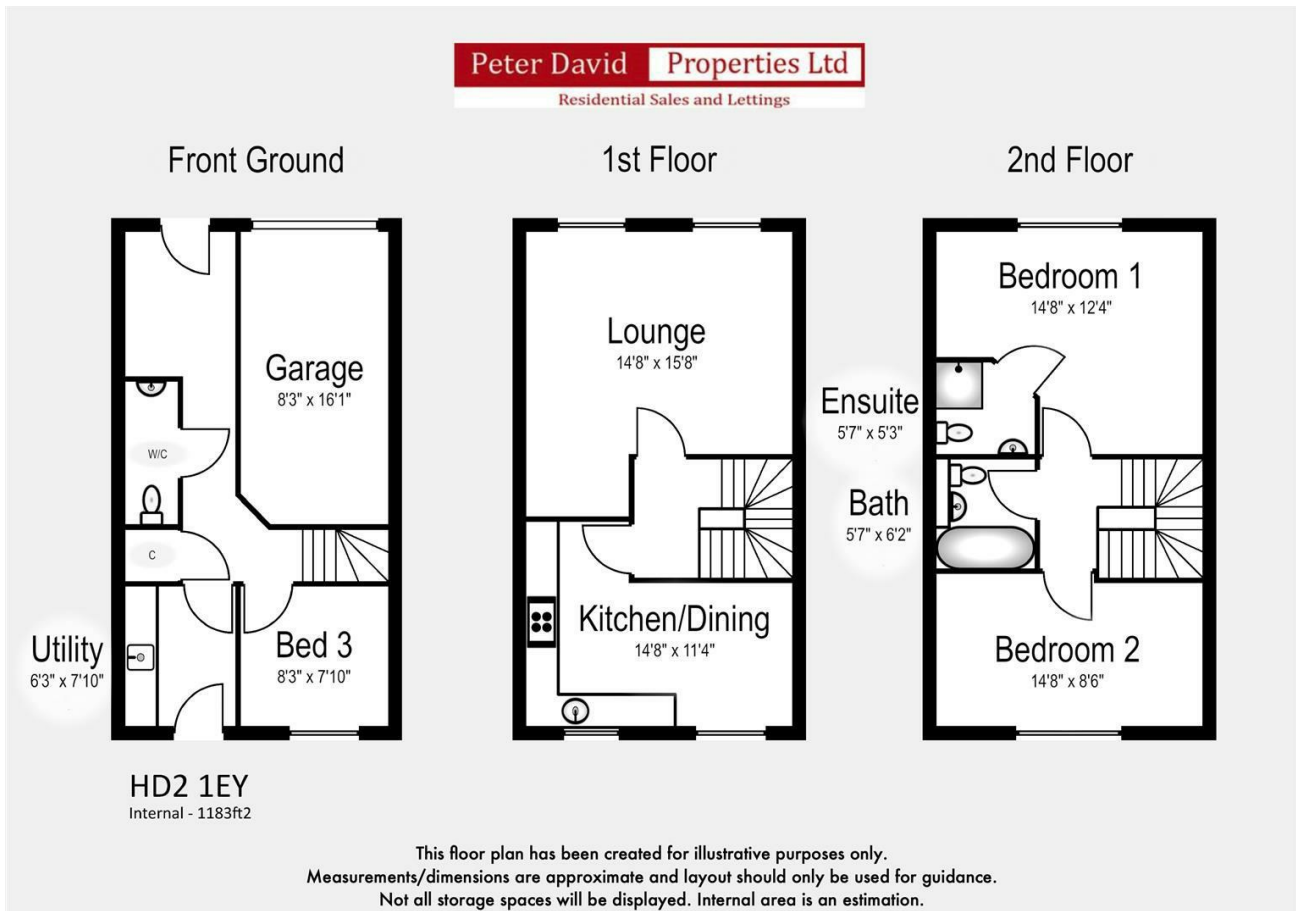 Peter David Properties Ltd
Residential Sales and Lettings
Front Ground
1st Floor
2nd Floor
Garage
8'3" x 16'1"
W/C
C
Utility
6'3" x 7'10"
Bed 3
8'3" x 7'10"
Lounge
14'8" x 15'8"
Kitchen/Dining
14'8" x 11'4"
Bedroom 1
14'8" x 12'4"
Ensuite
5'7" x 5'3"
Bath
5'7" x 6'2"
Bedroom 2
14'8" x 8'6"
HD2 1EY
Internal - 1183ft2
This floor plan has been created for illustrative purposes only.
Measurements/dimensions are approximate and layout should only be used for guidance.
Not all storage spaces will be displayed. Internal area is an estimation.